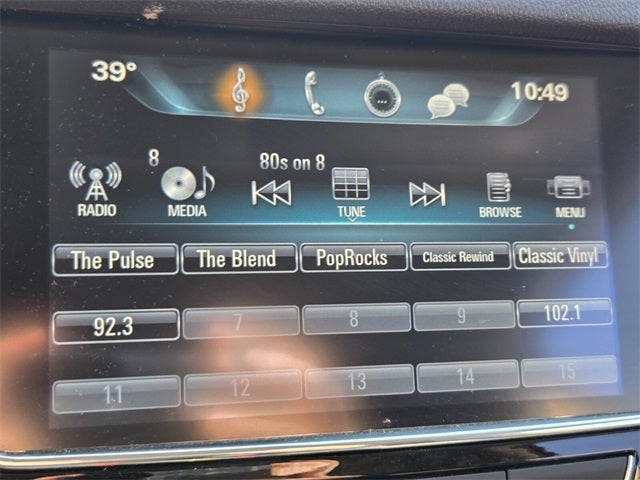 39° 10:49
8 80s on 8
RADIO MEDIA TUNE BROWSE MENU
The Pulse The Blend PopRocks Classic Rewind Classic Vinyl
92.3 7 8 9 102.1
11 12 13 14 15